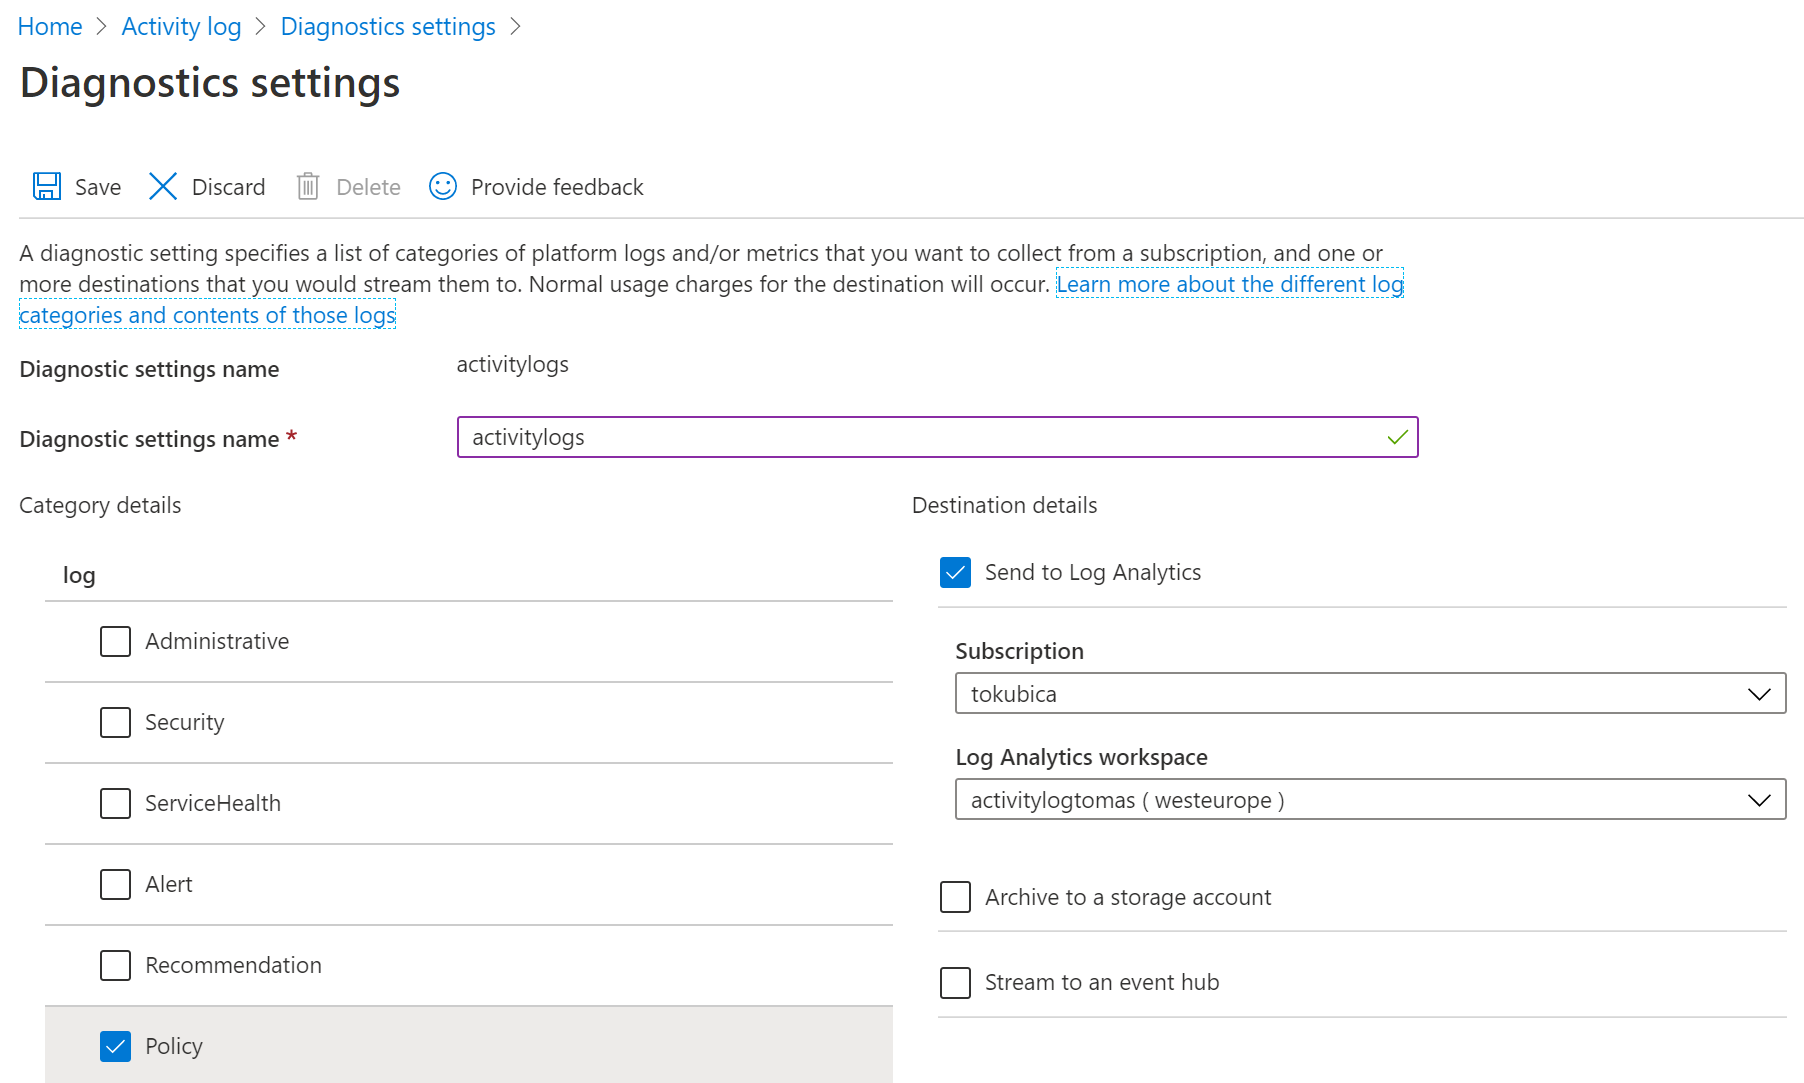 Home > Activity log > Diagnostics settings >
Diagnostics settings
Save Discard Delete Provide feedback
A diagnostic setting specifies a list of categories of platform logs and/or metrics that you want to collect from a subscription, and one or
more destinations that you would stream them to. Normal usage charges for the destination will occur. Learn more about the different log
categories and contents of those logs
Diagnostic settings name activitylogs
Diagnostic settings name * activitylogs
Category details
log
Administrative
Security
ServiceHealth
Alert
Recommendation
Policy
Destination details
Send to Log Analytics
Subscription
tokubica
Log Analytics workspace
activitylogtomas ( westeurope )
Archive to a storage account
Stream to an event hub